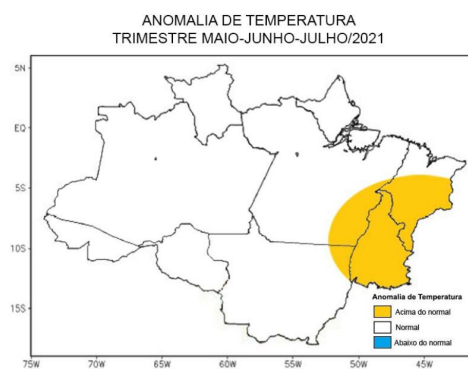 ANOMALIA DE TEMPERATURA
TRIMESTRE MAIO-JUNHO-JULHO/2021
5N
EQ
5S
10S
15S
Anomalia de Temperatura
Acima do normal
Normal
Abaixo do normal
75W 70W 65W 60W 55W 50W 45W